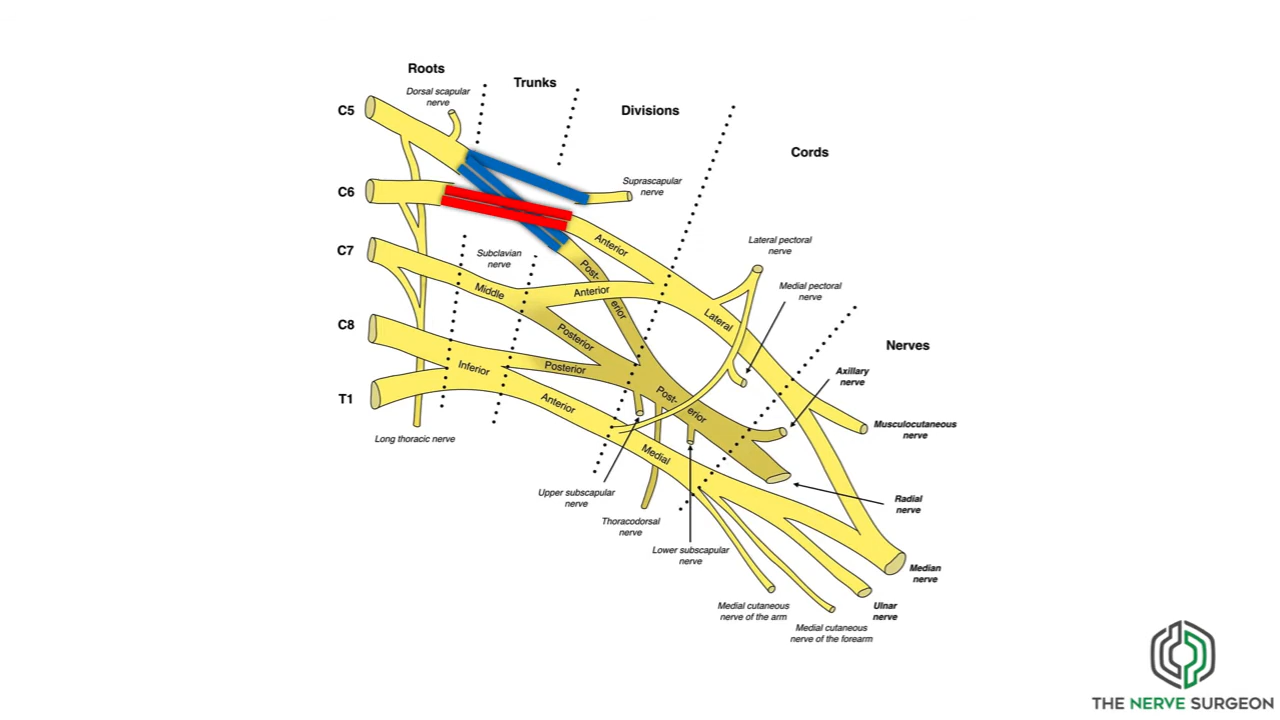 Roots
Trunks
Divisions
Cords
Nerves
Dorsal scapular
nerve
C5
C6
C7
C8
T1
Suprascapular
nerve
Subclavian
nerve
Anterior
Post-
erior
Middle
Anterior
Posterior
Posterior
Inferior
Anterior
Lateral pectoral
nerve
Medial pectoral
nerve
Lateral
Post-
erior
Medial
Axillary
nerve
Musculocutaneous
nerve
Long thoracic nerve
Upper subscapular
nerve
Thoracodorsal
nerve
Lower subscapular
nerve
Radial
nerve
Median
nerve
Ulnar
nerve
Medial cutaneous
nerve of the arm
Medial cutaneous
nerve of the forearm
THE NERVE SURGEON